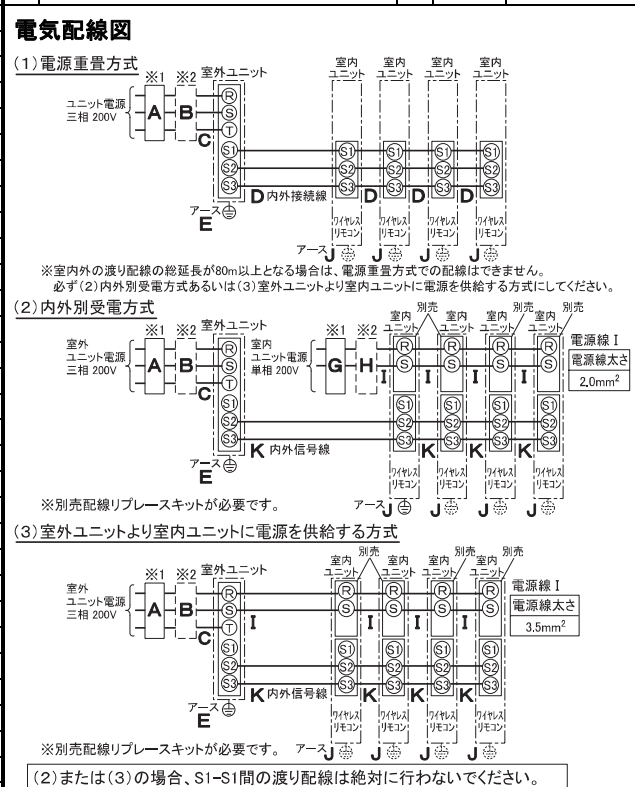 電気配線図
(1)電源重畳方式
※1 ※2 室外ユニット
室内ユニット 室内ユニット 室内ユニット 室内ユニット
ユニット電源
三相 200V
A B C
R
S
T
S1 S1 S1 S1 S1
S2 S2 S2 S2 S2
S3 S3 S3 S3 S3
D 内外接続線 D D D
アース
E
ワイヤレスリモコン ワイヤレスリモコン ワイヤレスリモコン ワイヤレスリモコン
アース J J J J
※室内外の渡り配線の総延長が80m以上となる場合は、電源重畳方式での配線はできません。
必ず(2)内外別受電方式あるいは(3)室外ユニットより室内ユニットに電源を供給する方式にしてください。
(2)内外別受電方式
※1 ※2 室外ユニット ※1 ※2
室内ユニット 別売 室内ユニット 室内ユニット 別売 室内ユニット 別売
室外
ユニット電源
三相 200V
A B C
室内
ユニット電源
単相 200V
G H
R R R R R
S S S S S
T
I I I I
電源線 I
電源線太さ
2.0mm²
S1 S1 S1 S1 S1
S2 S2 S2 S2 S2
S3 S3 S3 S3 S3
K 内外信号線 K K K
アース
E
ワイヤレスリモコン ワイヤレスリモコン ワイヤレスリモコン ワイヤレスリモコン
※別売配線リプレースキットが必要です。
アース J J J J
(3)室外ユニットより室内ユニットに電源を供給する方式
※1 ※2 室外ユニット
室内ユニット 別売 室内ユニット 室内ユニット 別売 室内ユニット 別売
室外
ユニット電源
三相 200V
A B C
R R R R R
S S S S S
T
I I I I
電源線 I
電源線太さ
3.5mm²
S1 S1 S1 S1 S1
S2 S2 S2 S2 S2
S3 S3 S3 S3 S3
K 内外信号線 K K K
アース
E
ワイヤレスリモコン ワイヤレスリモコン ワイヤレスリモコン ワイヤレスリモコン
※別売配線リプレースキットが必要です。
アース J J J J
(2)または(3)の場合、S1-S1間の渡り配線は絶対に行わないでください。